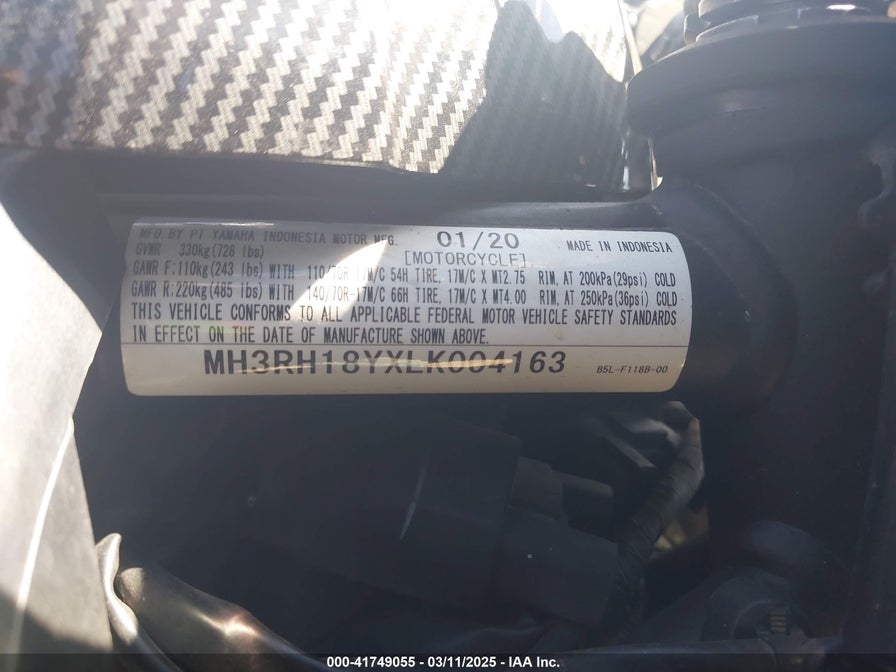 MFD. BY PT YAMAHA INDONESIA MOTOR MFG. 01/20 MADE IN INDONESIA
GVWR 330kg(728 lbs) [MOTORCYCLE]
GAWR F:110kg(243 lbs) WITH 110/70R-17M/C 54H TIRE, 17M/C X MT2.75 RIM, AT 200kPa(29psi) COLD
GAWR R:220kg(485 lbs) WITH 140/70R-17M/C 66H TIRE, 17M/C X MT4.00 RIM, AT 250kPa(36psi) COLD
THIS VEHICLE CONFORMS TO ALL APPLICABLE FEDERAL MOTOR VEHICLE SAFETY STANDARDS
IN EFFECT ON THE DATE OF MANUFACTURE SHOWN ABOVE.
MH3RH18YXLK004163 B5L-F118B-00
000-41749055 - 03/11/2025 - IAA Inc.